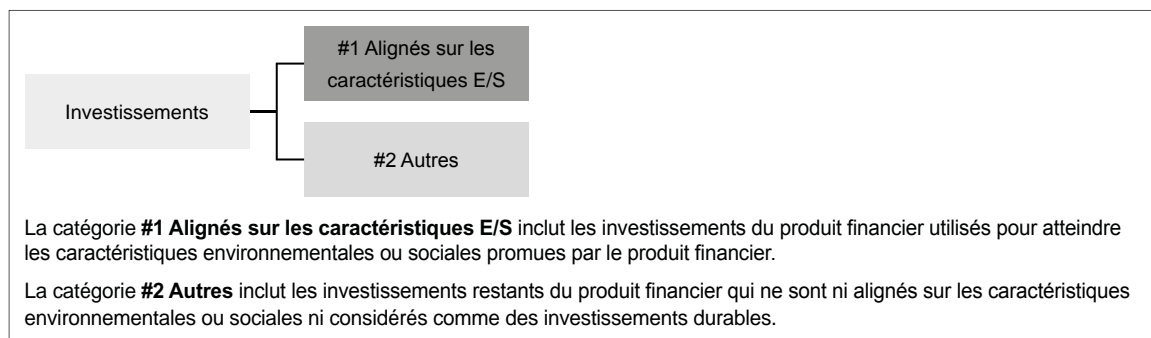 #1 Alignés sur les
caractéristiques E/S
Investissements
#2 Autres
La catégorie #1 Alignés sur les caractéristiques E/S inclut les investissements du produit financier utilisés pour atteindre
les caractéristiques environnementales ou sociales promues par le produit financier.
La catégorie #2 Autres inclut les investissements restants du produit financier qui ne sont ni alignés sur les caractéristiques
environnementales ou sociales ni considérés comme des investissements durables.